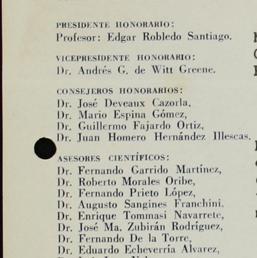 PRESIDENTE HONORARIO:
Profesor: Edgar Robledo Santiago.
VICEPRESIDENTE HONORARIO:
Dr. Andrés G. de Witt Greene.
CONSEJEROS HONORARIOS:
Dr. José Deveaux Cazorla,
Dr. Mario Espina Gómez,
Dr. Guillermo Fajardo Ortiz,
Dr. Juan Homero Hernández Illescas.
ASESORES CIENTÍFICOS:
Dr. Fernando Garrido Martínez,
Dr. Roberto Morales Oribe,
Dr. Fernando Prieto López,
Dr. Augusto Sangines Franchini.
Dr. Enrique Tommasi Navarrete,
Dr. José Ma. Zubirán Rodríguez,
Dr. Fernando De la Torre,
Dr. Eduardo Echeverría Alvarez,